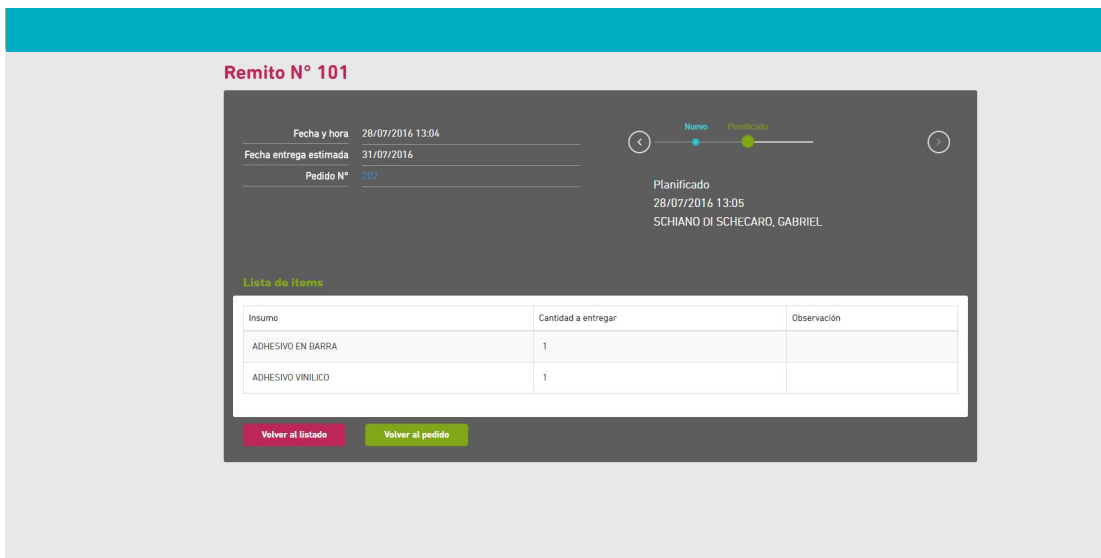 Remito N° 101
Fecha y hora 28/07/2016 13:04
Fecha entrega estimada 31/07/2016
Pedido N° 202
Nuevo Planificado
Planificado
28/07/2016 13:05
SCHIANO DI SCHECARO, GABRIEL
Lista de items
Insumo Cantidad a entregar Observación
ADHESIVO EN BARRA 1
ADHESIVO VINILICO 1
Volver al listado Volver al pedido